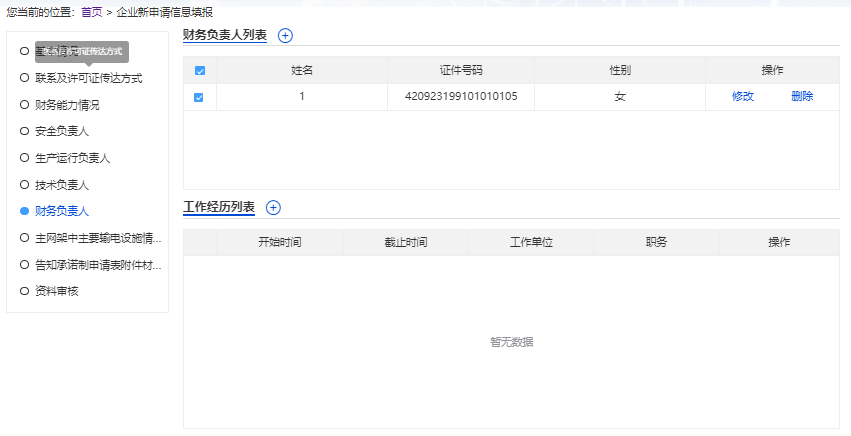 您当前的位置：首页 > 企业新申请信息填报
联系及许可证传达方式
联系及许可证传达方式
财务能力情况
安全负责人
生产运行负责人
技术负责人
财务负责人
主网架中主要输电设施情...
告知承诺制申请表附件材...
资料审核
财务负责人列表
姓名 证件号码 性别 操作
1 420923199101010105 女 修改 删除
工作经历列表
开始时间 截止时间 工作单位 职务 操作
暂无数据